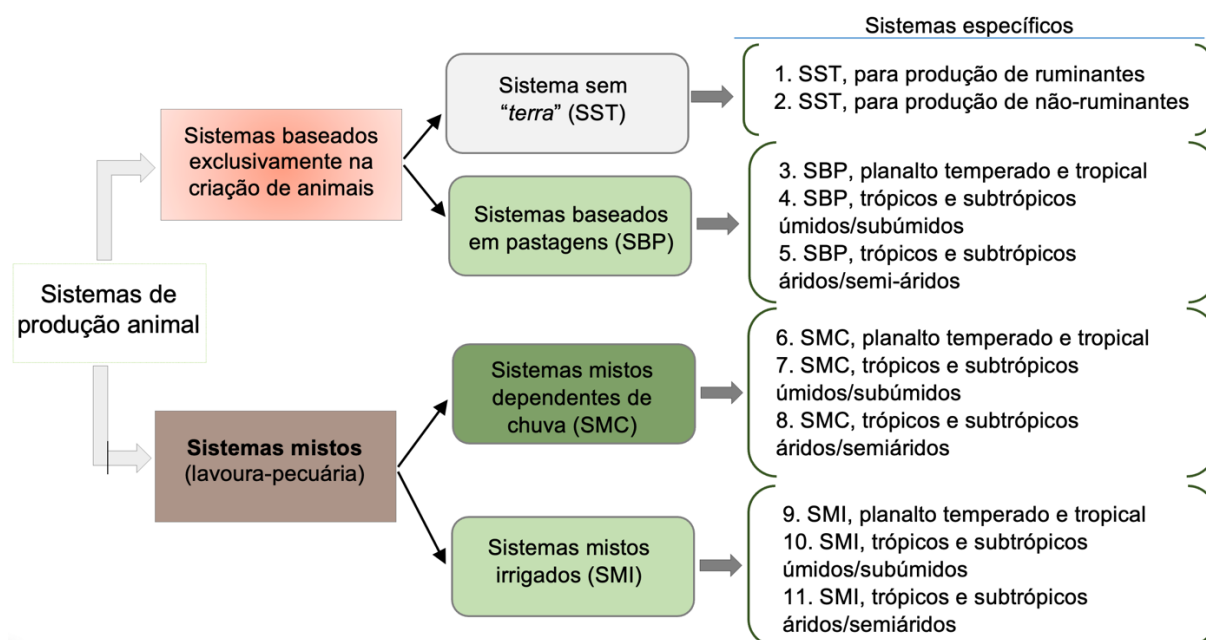 Sistemas específicos
Sistemas de
produção animal
Sistemas baseados
exclusivamente na
criação de animais
Sistema sem
“terra” (SST)
1. SST, para produção de ruminantes
2. SST, para produção de não-ruminantes
Sistemas baseados
em pastagens (SBP)
3. SBP, planalto temperado e tropical
4. SBP, trópicos e subtrópicos
úmidos/subúmidos
5. SBP, trópicos e subtrópicos
áridos/semi-áridos
Sistemas mistos
(lavoura-pecuária)
Sistemas mistos
dependentes de
chuva (SMC)
6. SMC, planalto temperado e tropical
7. SMC, trópicos e subtrópicos
úmidos/subúmidos
8. SMC, trópicos e subtrópicos
áridos/semiáridos
Sistemas mistos
irrigados (SMI)
9. SMI, planalto temperado e tropical
10. SMI, trópicos e subtrópicos
úmidos/subúmidos
11. SMI, trópicos e subtrópicos
áridos/semiáridos